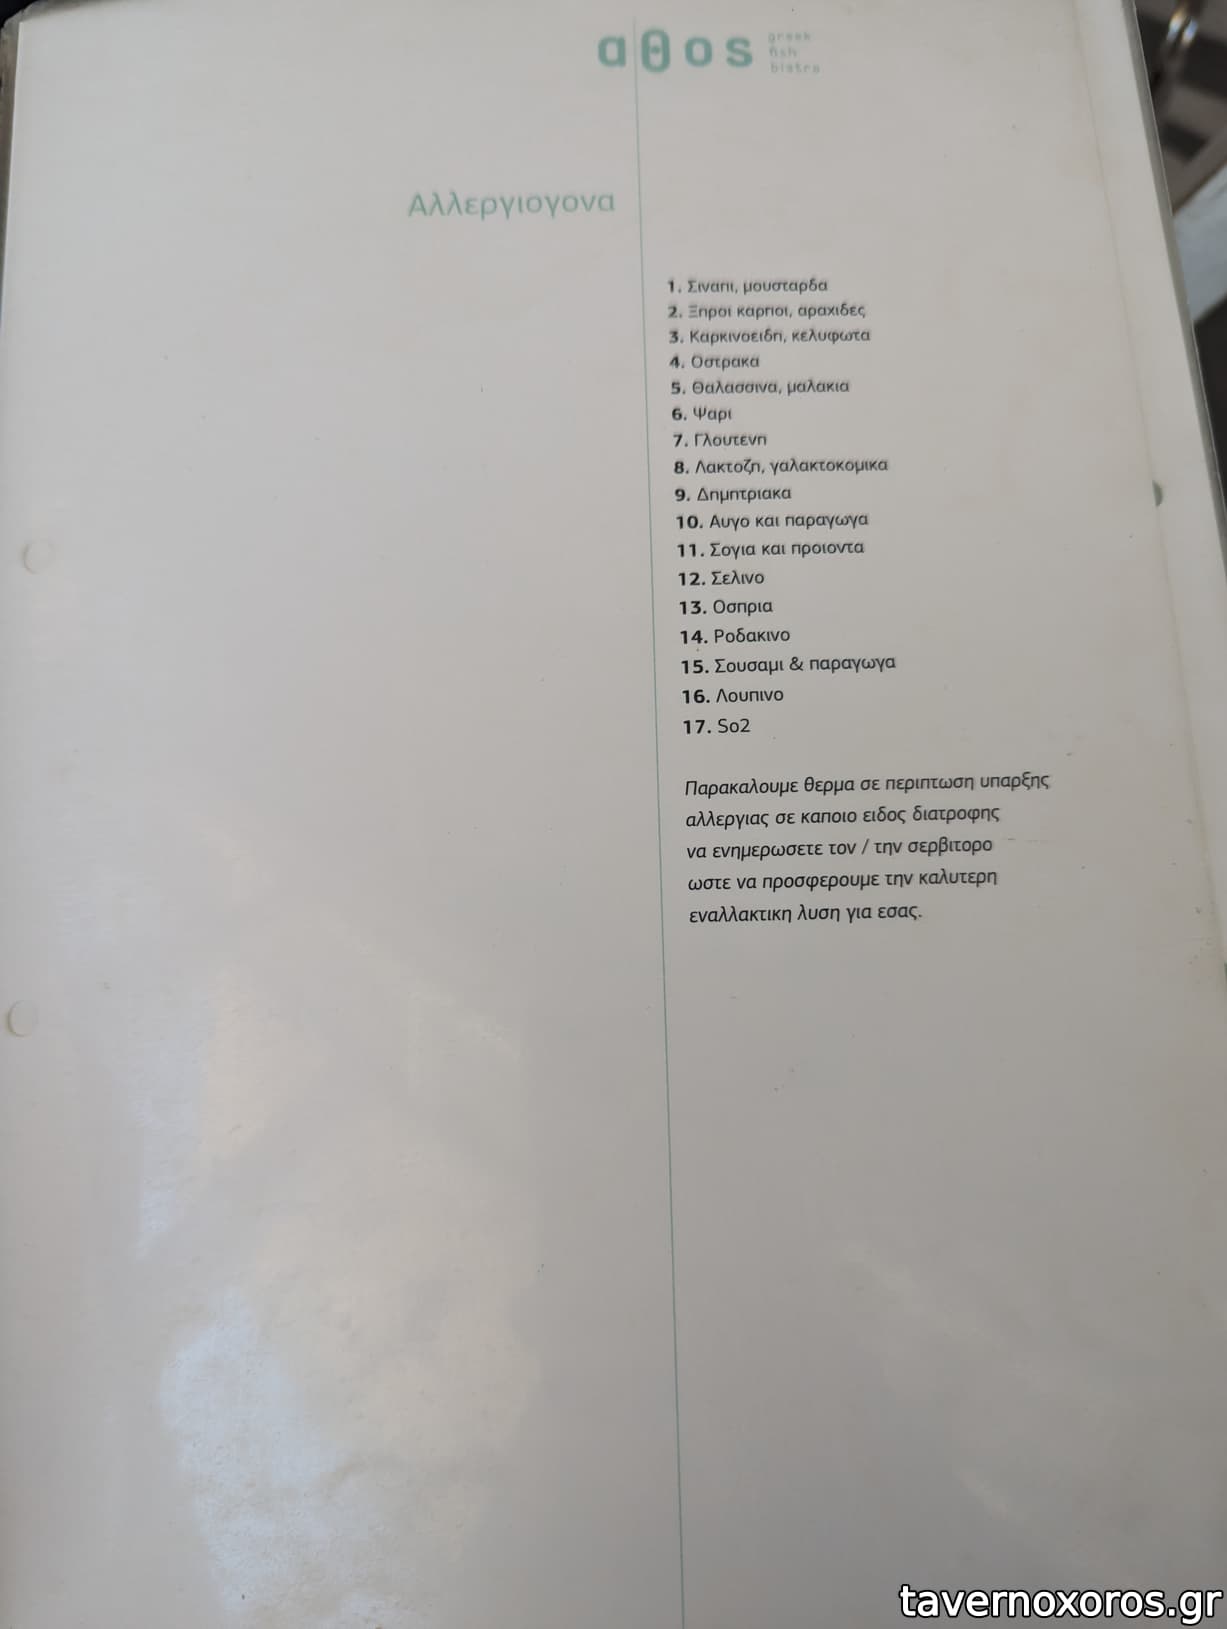 αθος
greek
fish
bistro
Αλλεργιογονα
1. Σιναπι, μουσταρδα
2. Ξηροι καρποι, αραχιδες
3. Καρκινοειδη, κελυφωτα
4. Οστρακα
5. Θαλασσινα, μαλακια
6. Ψαρι
7. Γλουτενη
8. Λακτοζη, γαλακτοκομικα
9. Δημητριακα
10. Αυγο και παραγωγα
11. Σογια και προιοντα
12. Σελινο
13. Οσπρια
14. Ροδακινο
15. Σουσαμι & παραγωγα
16. Λουπινο
17. So2
Παρακαλουμε θερμα σε περιπτωση υπαρξης
αλλεργιας σε καποιο ειδος διατροφης
να ενημερωσετε τον / την σερβιτορο
ωστε να προσφερουμε την καλυτερη
εναλλακτικη λυση για εσας.
tavernoxoros.gr